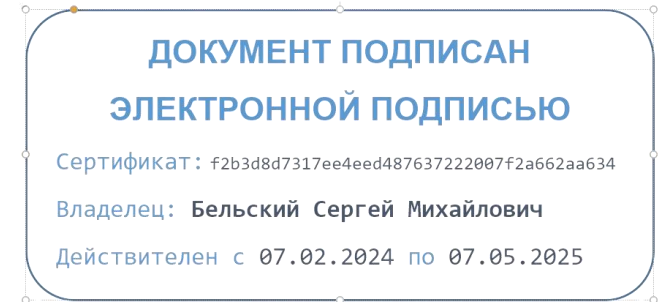 ДОКУМЕНТ ПОДПИСАН
ЭЛЕКТРОННОЙ ПОДПИСЬЮ
Сертификат: f2b3d8d7317ee4eed487637222007f2a662aa634
Владелец: Бельский Сергей Михайлович
Действителен с 07.02.2024 по 07.05.2025